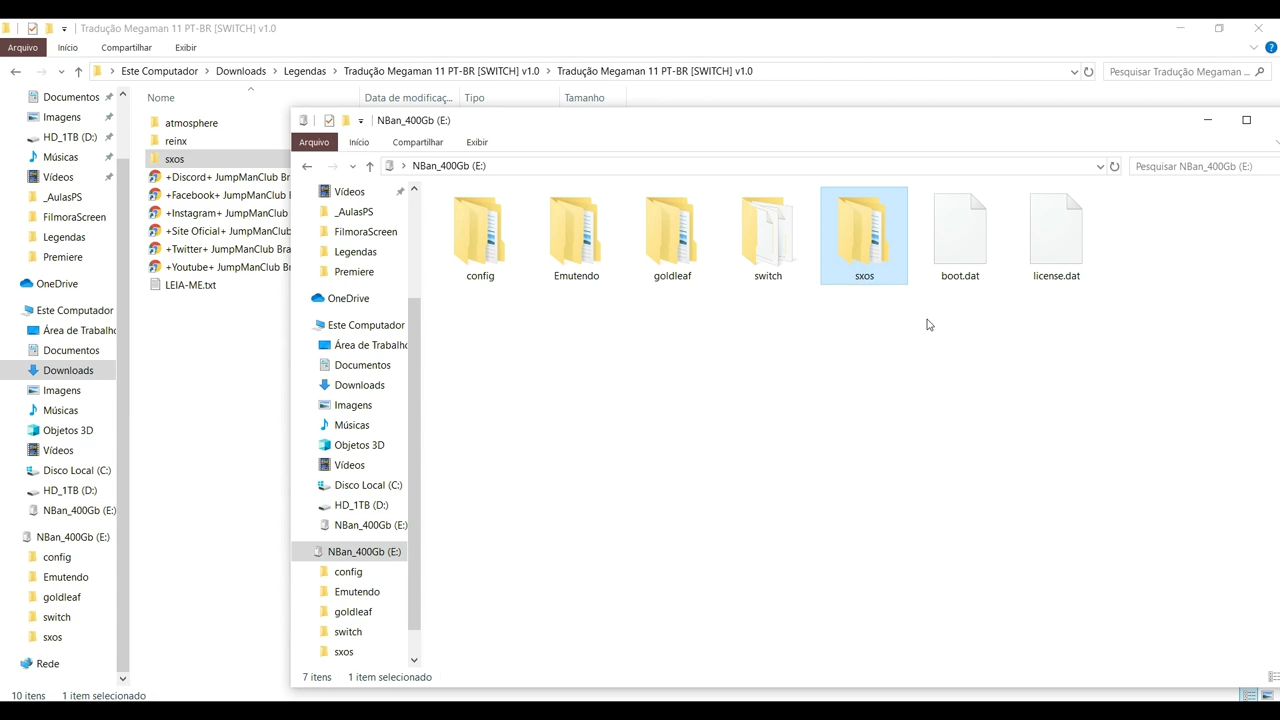 Tradução Megaman 11 PT-BR [SWITCH] v1.0
Arquivo Início Compartilhar Exibir
Este Computador > Downloads > Legendas > Tradução Megaman 11 PT-BR [SWITCH] v1.0 > Tradução Megaman 11 PT-BR [SWITCH] v1.0
Pesquisar Tradução Megaman ...
Documentos
Imagens
HD_1TB (D:)
Músicas
Vídeos
_AulasPS
FilmoraScreen
Legendas
Premiere
OneDrive
Este Computador
Área de Trabalho
Documentos
Downloads
Imagens
Músicas
Objetos 3D
Vídeos
Disco Local (C:)
HD_1TB (D:)
NBan_400Gb (E:)
NBan_400Gb (E:)
config
Emutendo
goldleaf
switch
sxos
Rede
10 itens 1 item selecionado
Nome Data de modificaç... Tipo Tamanho
atmosphere
reinx
sxos
+Discord+ JumpManClub Br
+Facebook+ JumpManClub
+Instagram+ JumpManClub
+Site Oficial+ JumpManClub
+Twitter+ JumpManClub Bra
+Youtube+ JumpManClub Br
LEIA-ME.txt
NBan_400Gb (E:)
Arquivo Início Compartilhar Exibir
NBan_400Gb (E:)
Pesquisar NBan_400Gb (E:)
Vídeos
_AulasPS
FilmoraScreen
Legendas
Premiere
OneDrive
Este Computador
Área de Trabalho
Documentos
Downloads
Imagens
Músicas
Objetos 3D
Vídeos
Disco Local (C:)
HD_1TB (D:)
NBan_400Gb (E:)
NBan_400Gb (E:)
config
Emutendo
goldleaf
switch
sxos
config Emutendo goldleaf switch sxos boot.dat license.dat
7 itens 1 item selecionado